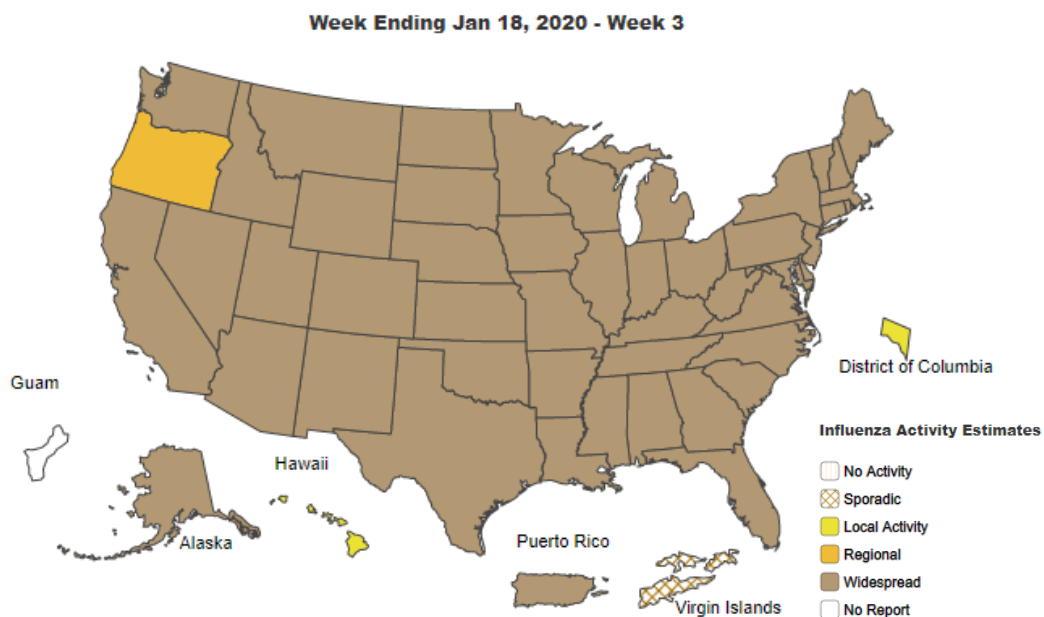 Week Ending Jan 18, 2020 - Week 3
District of Columbia
Guam
Hawaii
Alaska
Puerto Rico
Virgin Islands
Influenza Activity Estimates
No Activity
Sporadic
Local Activity
Regional
Widespread
No Report